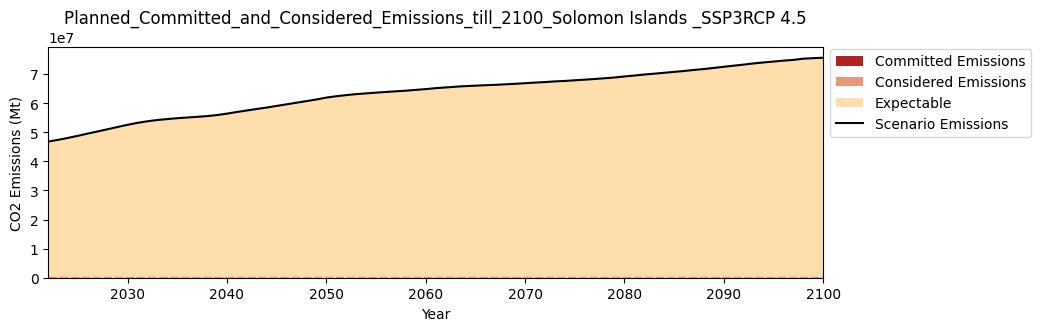 Planned_Committed_and_Considered_Emissions_till_2100_Solomon Islands _SSP3RCP 4.5
1e7
Committed Emissions
Considered Emissions
Expectable
Scenario Emissions
CO2 Emissions (Mt)
7
6
5
4
3
2
1
0
2030 2040 2050 2060 2070 2080 2090 2100
Year